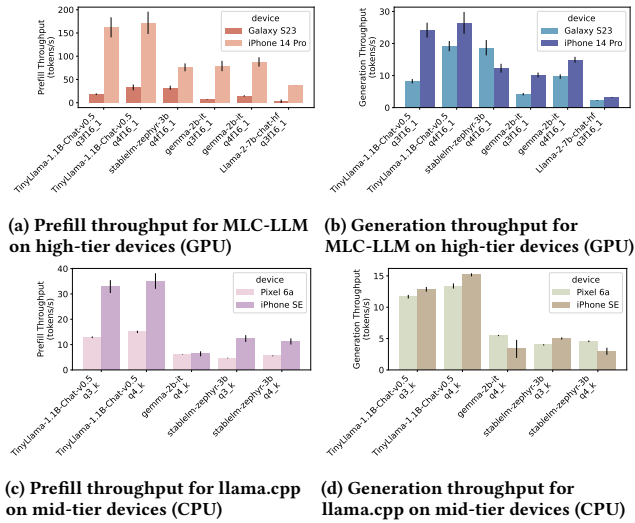 200
150
100
50
0
Prefill Throughput
(tokens/s)
device
Galaxy S23
iPhone 14 Pro
TinyLlama-1.1B-Chat-v0.5
q3f16_1
TinyLlama-1.1B-Chat-v0.5
q4f16_1
stablelm-zephyr-3b
q4f16_1
gemma-2b-it
q3f16_1
gemma-2b-it
q4f16_1
Llama-2-7b-chat-hf
q3f16_1
(a) Prefill throughput for MLC-LLM
on high-tier devices (GPU)
30
20
10
0
Generation Throughput
(tokens/s)
device
Galaxy S23
iPhone 14 Pro
TinyLlama-1.1B-Chat-v0.5
q3f16_1
TinyLlama-1.1B-Chat-v0.5
q4f16_1
stablelm-zephyr-3b
q4f16_1
gemma-2b-it
q3f16_1
gemma-2b-it
q4f16_1
Llama-2-7b-chat-hf
q3f16_1
(b) Generation throughput for
MLC-LLM on high-tier devices (GPU)
40
30
20
10
0
Prefill Throughput
(tokens/s)
device
Pixel 6a
iPhone SE
TinyLlama-1.1B-Chat-v0.5
q3_k
TinyLlama-1.1B-Chat-v0.5
q4_k
gemma-2b-it
q4_k
stablelm-zephyr-3b
q3_k
stablelm-zephyr-3b
q4_k
(c) Prefill throughput for llama.cpp
on mid-tier devices (CPU)
15
10
5
0
Generation Throughput
(tokens/s)
device
Pixel 6a
iPhone SE
TinyLlama-1.1B-Chat-v0.5
q3_k
TinyLlama-1.1B-Chat-v0.5
q4_k
gemma-2b-it
q4_k
stablelm-zephyr-3b
q3_k
stablelm-zephyr-3b
q4_k
(d) Generation throughput for
llama.cpp on mid-tier devices (CPU)